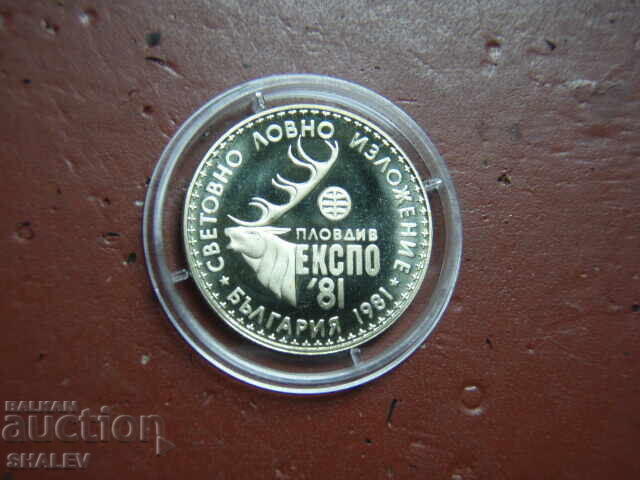 СВЕТОВНО ЛОВНО ИЗЛОЖЕНИЕ
ПЛОВДИВ
ЕКСПО
'81
* БЪЛГАРИЯ 1981 *
BALKAN
auction
SHALEV